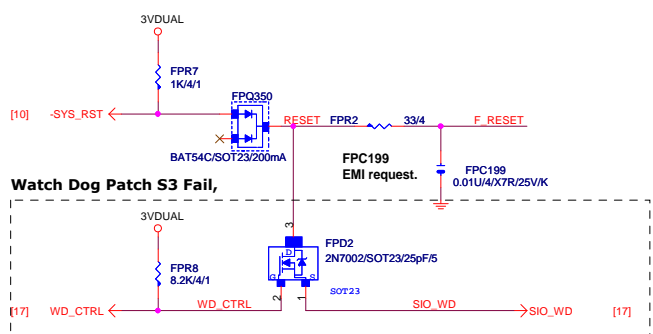 3VDUAL
FPR7
1K/4/1
FPQ350
[10] -SYS_RST
RESET FPR2 33/4 F_RESET
BAT54C/SOT23/200mA
FPC199
EMI request.
FPC199
0.01U/4/X7R/25V/K
Watch Dog Patch S3 Fail,
3VDUAL
3
FPD2
D
2N7002/SOT23/25pF/5
FPR8
8.2K/4/1
G S
SOT23
2 1
[17] WD_CTRL WD_CTRL SIO_WD SIO_WD [17]